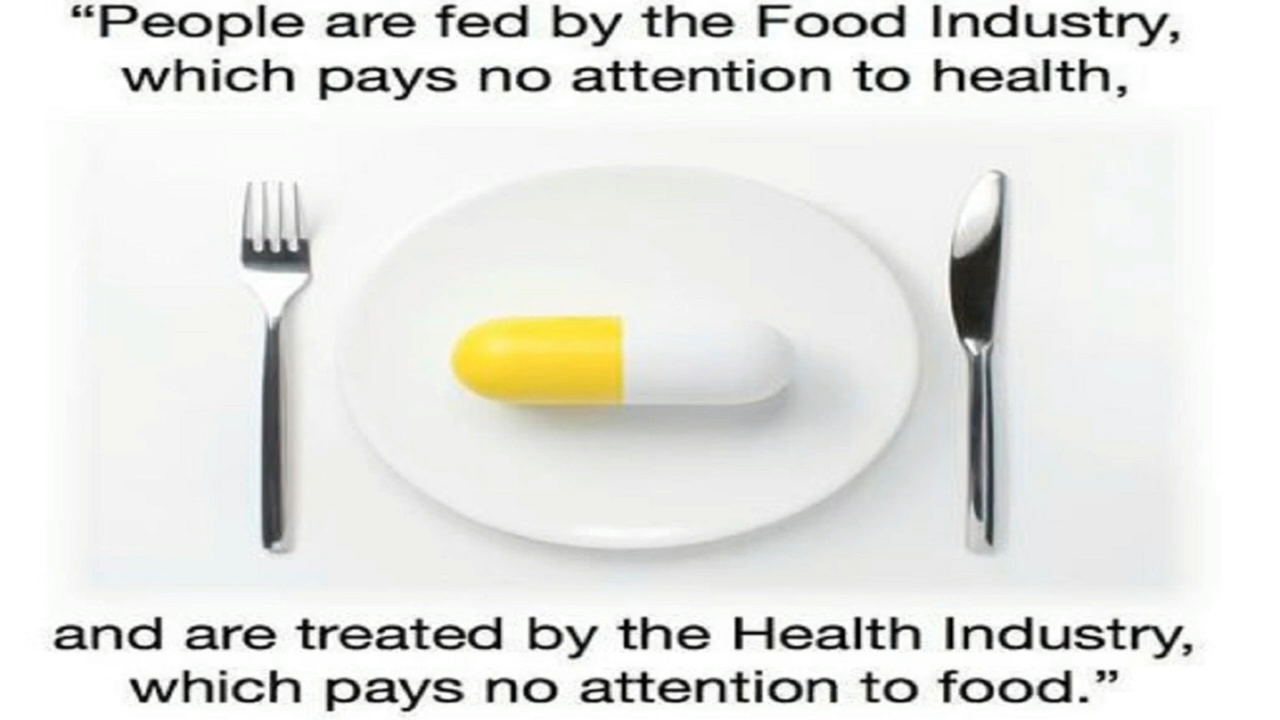 “People are fed by the Food Industry,
which pays no attention to health,
and are treated by the Health Industry,
which pays no attention to food.”